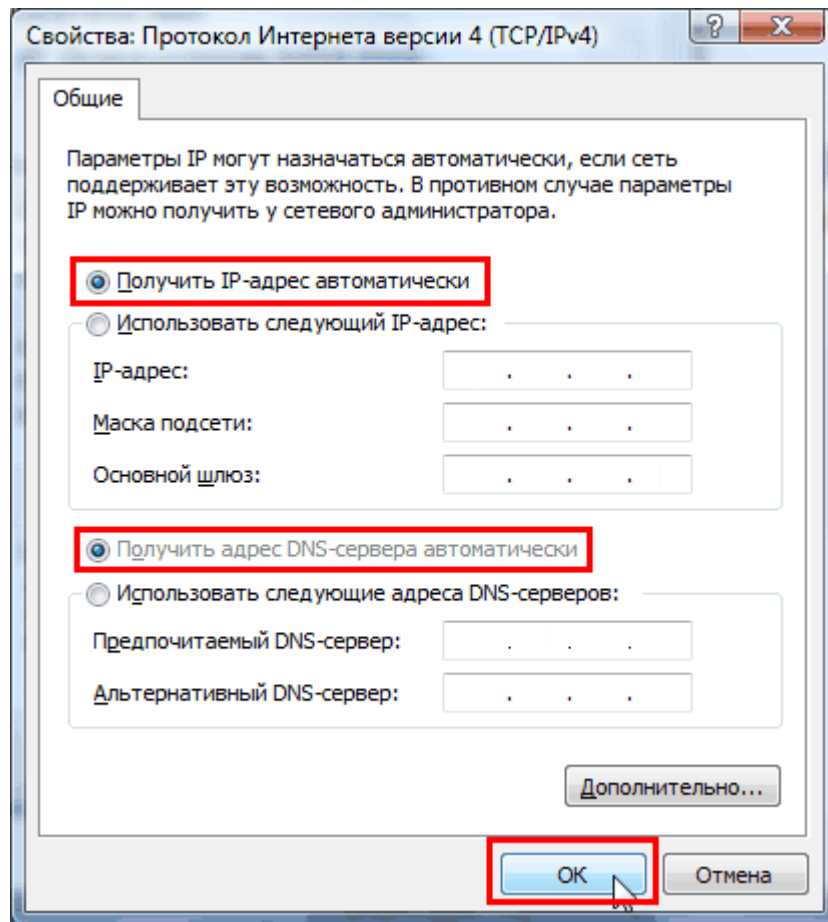 Свойства: Протокол Интернета версии 4 (TCP/IPv4)
Общие
Параметры IP могут назначаться автоматически, если сеть
поддерживает эту возможность. В противном случае параметры
IP можно получить у сетевого администратора.
Получить IP-адрес автоматически
Использовать следующий IP-адрес:
IP-адрес:
Маска подсети:
Основной шлюз:
Получить адрес DNS-сервера автоматически
Использовать следующие адреса DNS-серверов:
Предпочитаемый DNS-сервер:
Альтернативный DNS-сервер:
Дополнительно...
ОК
Отмена